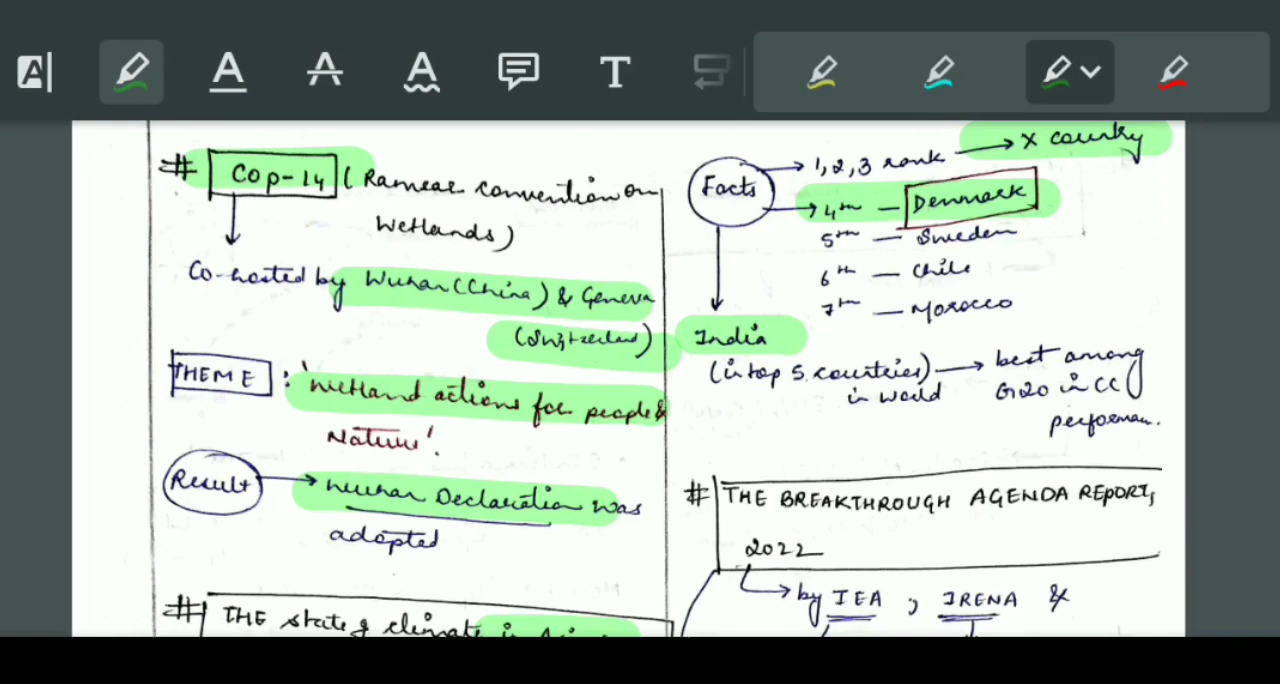 # COP-14 (Ramsar convention on
Wetlands)
Co-hosted by Wuhan (China) & Geneva
(Switzerland)
THEME : 'Wetland actions for people &
Nature'.
Result → Wuhan Declaration was
adopted
# THE state of climate in
Facts → 1, 2, 3 rank → X country
→ 4th — Denmark
5th — Sweden
6th — Chile
7th — Morocco
India
(in top 5 countries) → best among
in world G20 in CC
performan.
# THE BREAKTHROUGH AGENDA REPORT,
2022
→ by IEA, IRENA &